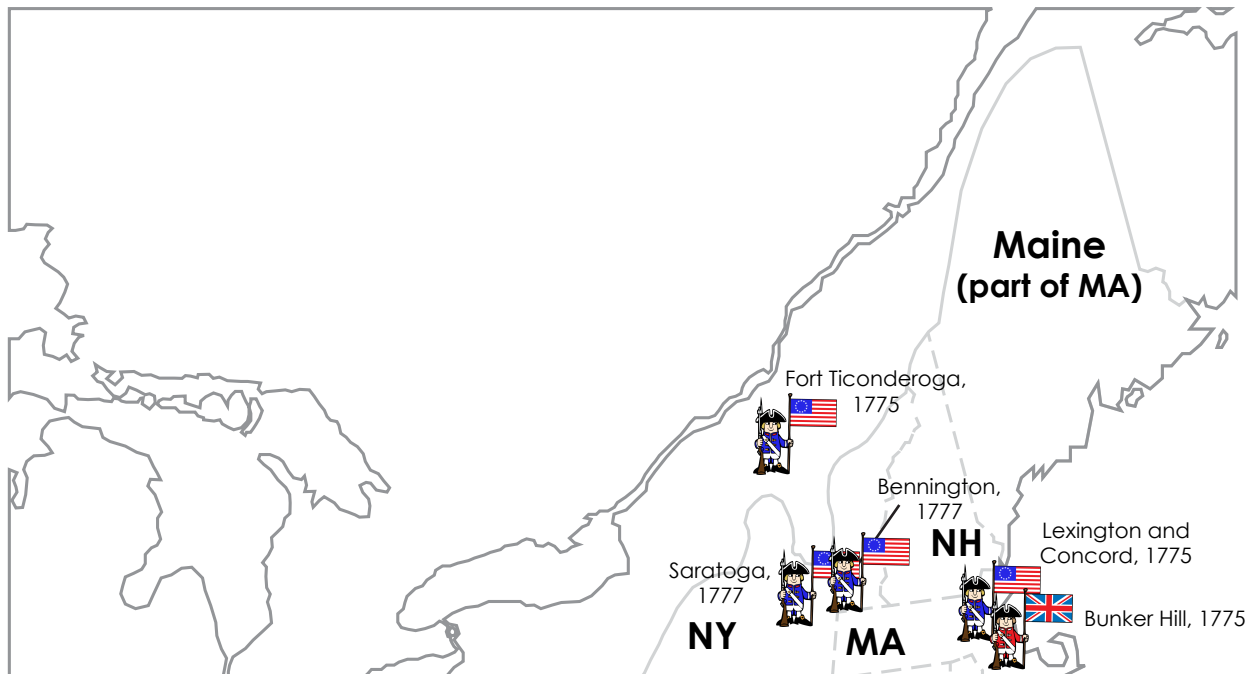 Maine
(part of MA)
Fort Ticonderoga,
1775
Bennington,
1777
NH
Lexington and
Concord, 1775
Saratoga,
1777
Bunker Hill, 1775
NY
MA